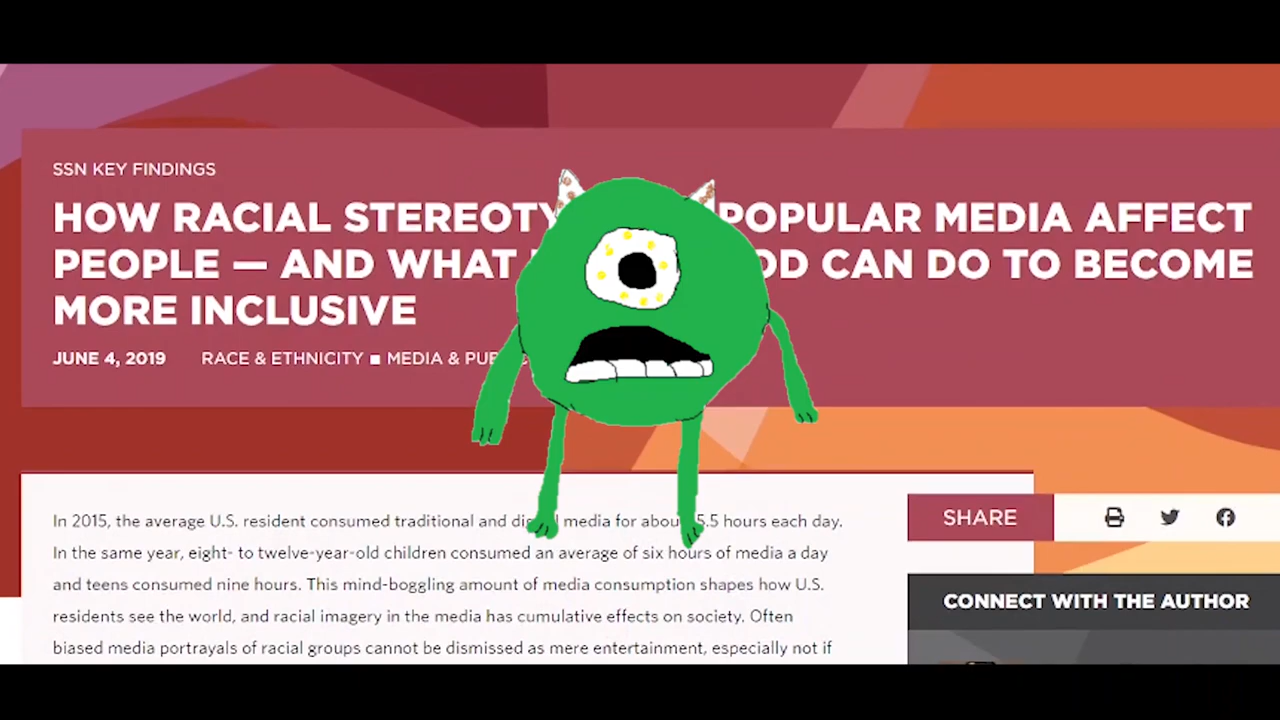 SSN KEY FINDINGS
HOW RACIAL POPULAR MEDIA AFFECT
PEOPLE — AND WHAT CAN DO TO BECOME
MORE INCLUSIVE
JUNE 4, 2019 RACE & ETHNICITY ■ MEDIA &
In 2015, the average U.S. resident consumed traditional and media for about 5.5 hours each day.
In the same year, eight- to twelve-year-old children consumed an average of six hours of media a day
and teens consumed nine hours. This mind-boggling amount of media consumption shapes how U.S.
residents see the world, and racial imagery in the media has cumulative effects on society. Often
biased media portrayals of racial groups cannot be dismissed as mere entertainment, especially not if
SHARE
CONNECT WITH THE AUTHOR